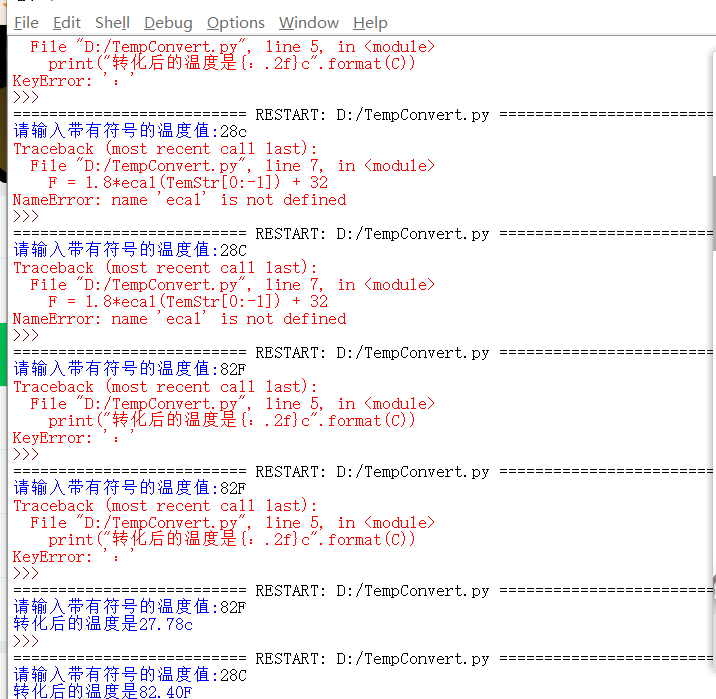 File Edit Shell Debug Options Window Help
File "D:/TempConvert.py", line 5, in <module>
print("转化后的温度是{：.2f}c".format(C))
KeyError: '：'
>>>
========================= RESTART: D:/TempConvert.py ========================
请输入带有符号的温度值:28c
Traceback (most recent call last):
File "D:/TempConvert.py", line 7, in <module>
F = 1.8*ecal(TemStr[0:-1]) + 32
NameError: name 'ecal' is not defined
>>>
========================= RESTART: D:/TempConvert.py ========================
请输入带有符号的温度值:28C
Traceback (most recent call last):
File "D:/TempConvert.py", line 7, in <module>
F = 1.8*ecal(TemStr[0:-1]) + 32
NameError: name 'ecal' is not defined
>>>
========================= RESTART: D:/TempConvert.py ========================
请输入带有符号的温度值:82F
Traceback (most recent call last):
File "D:/TempConvert.py", line 5, in <module>
print("转化后的温度是{：.2f}c".format(C))
KeyError: '：'
>>>
========================= RESTART: D:/TempConvert.py ========================
请输入带有符号的温度值:82F
Traceback (most recent call last):
File "D:/TempConvert.py", line 5, in <module>
print("转化后的温度是{：.2f}c".format(C))
KeyError: '：'
>>>
========================= RESTART: D:/TempConvert.py ========================
请输入带有符号的温度值:82F
转化后的温度是27.78c
>>>
========================= RESTART: D:/TempConvert.py ========================
请输入带有符号的温度值:28C
转化后的温度是82.40F